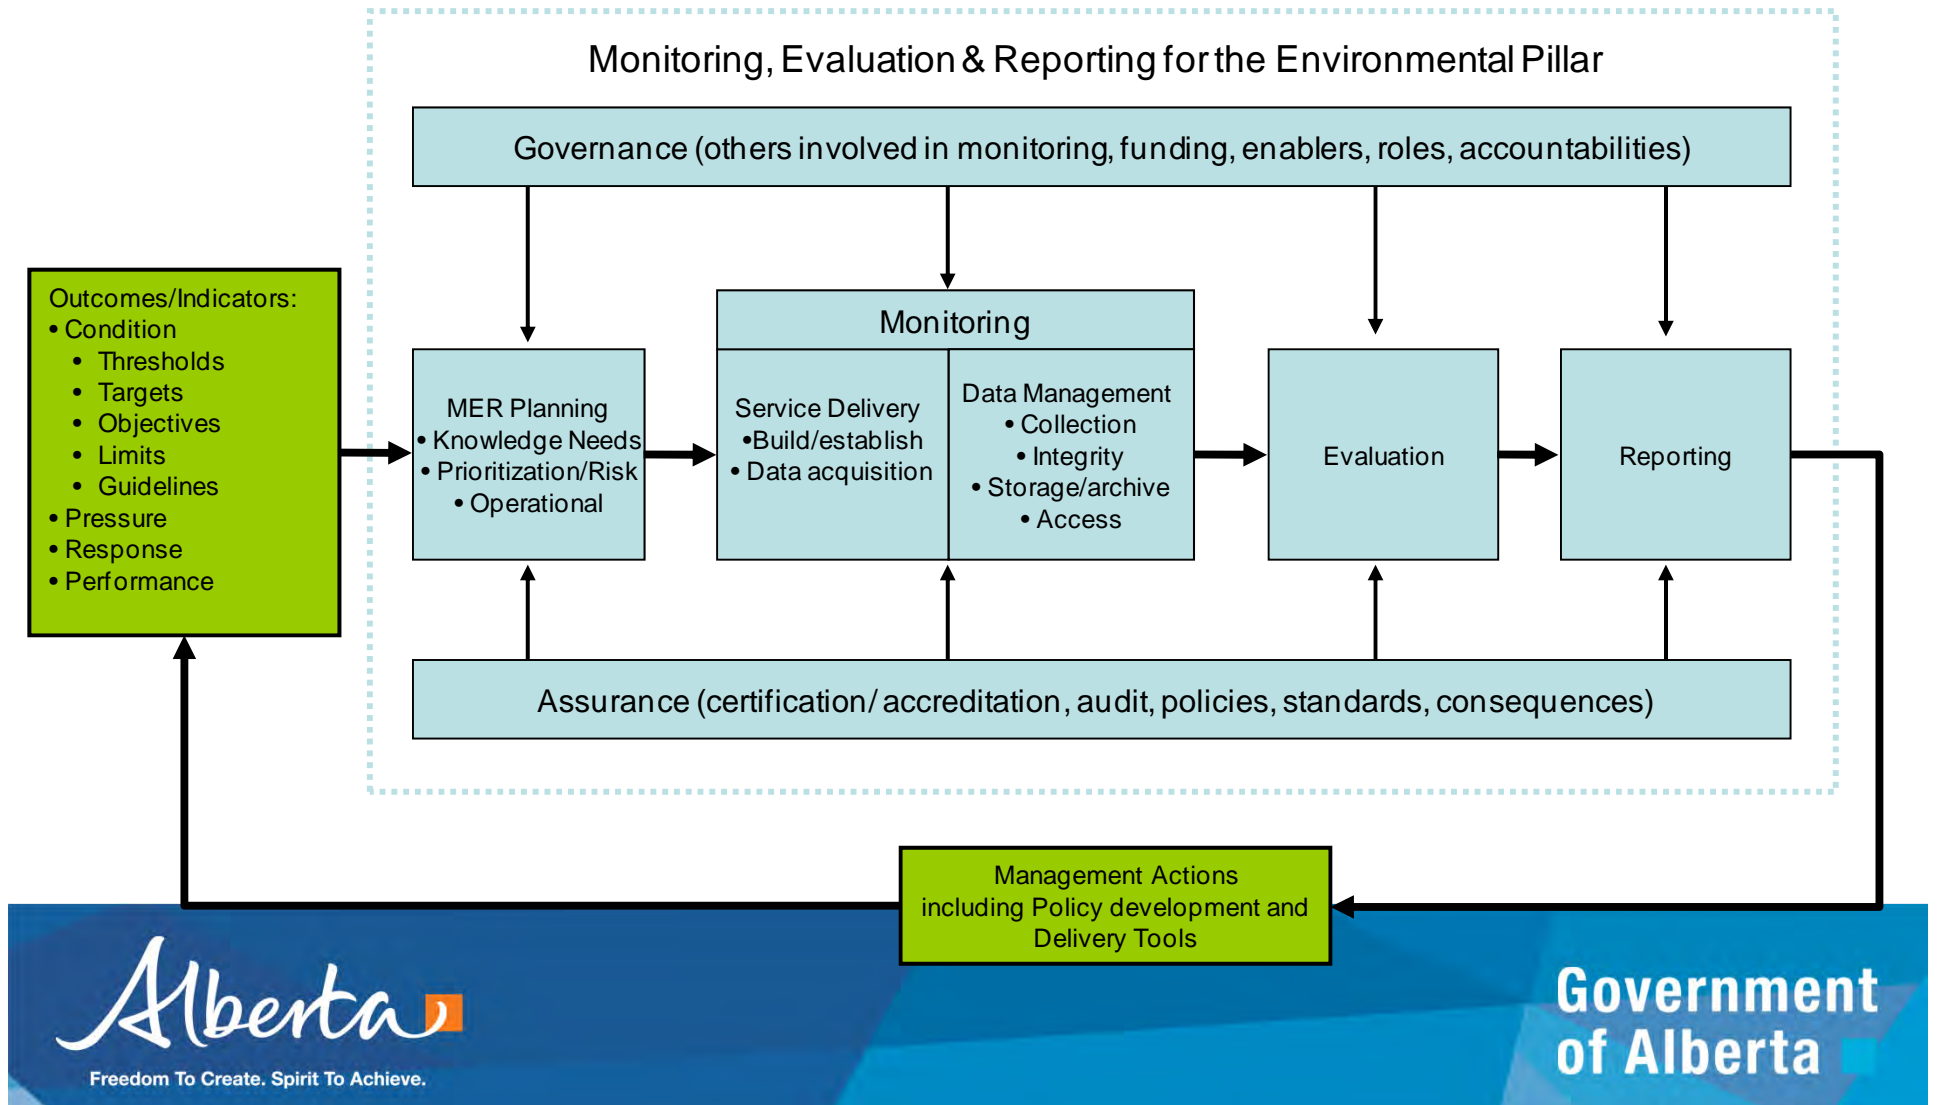 Monitoring, Evaluation & Reporting for the Environmental Pillar
Governance (others involved in monitoring, funding, enablers, roles, accountabilities)
Outcomes/Indicators:
• Condition
• Thresholds
• Targets
• Objectives
• Limits
• Guidelines
• Pressure
• Response
• Performance
MER Planning
• Knowledge Needs
• Prioritization/Risk
• Operational
Monitoring
Service Delivery
•Build/establish
• Data acquisition
Data Management
• Collection
• Integrity
• Storage/archive
• Access
Evaluation
Reporting
Assurance (certification/ accreditation, audit, policies, standards, consequences)
Management Actions
including Policy development and
Delivery Tools
Alberta
Freedom To Create. Spirit To Achieve.
Government
of Alberta